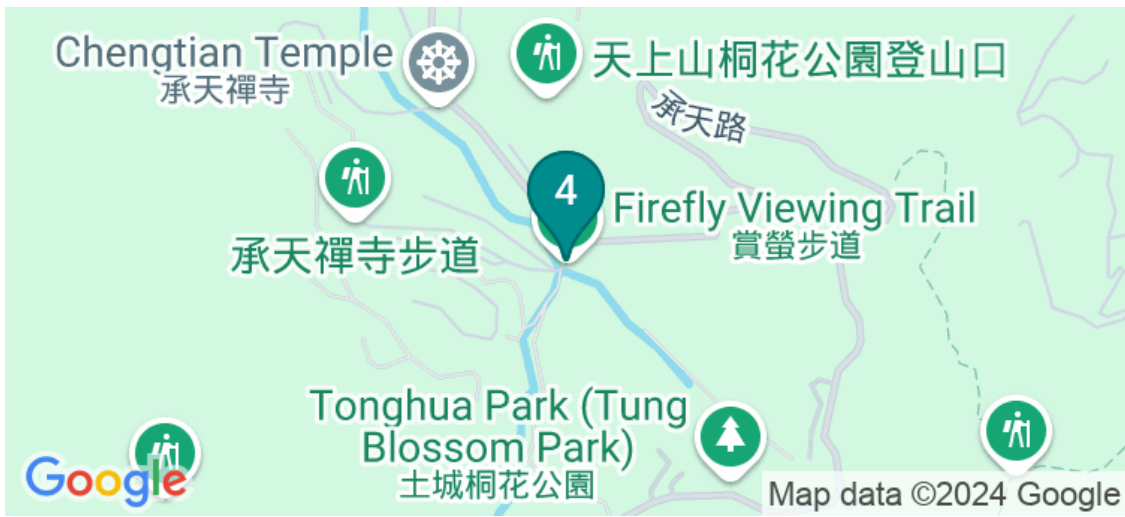 Chengtian Temple
承天禪寺
天上山桐花公園登山口
承天路
4
Firefly Viewing Trail
賞螢步道
承天禪寺步道
Tonghua Park (Tung
Blossom Park)
土城桐花公園
Google
Map data ©2024 Google